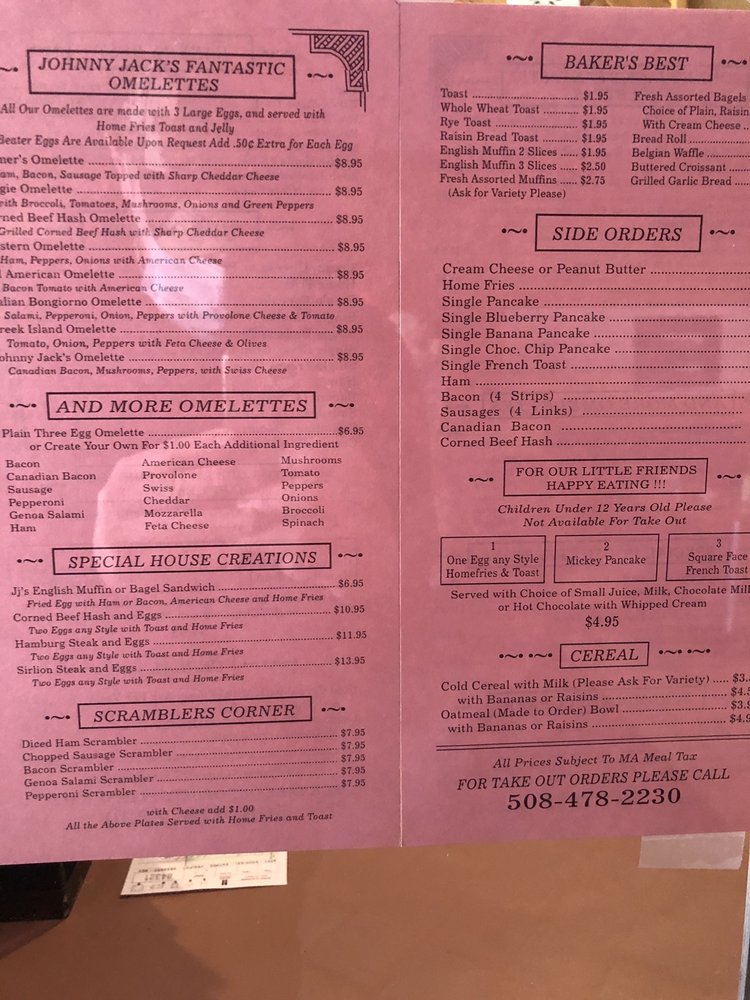 JOHNNY JACK'S FANTASTIC
OMELETTES
All Our Omelettes are made with 3 Large Eggs, and served with
Home Fries Toast and Jelly
Beater Eggs Are Available Upon Request Add .50¢ Extra for Each Egg
Omelette $8.95
Bacon, Sausage Topped with Sharp Cheddar Cheese
Omelette $8.95
with Broccoli, Tomatoes, Mushrooms, Onions and Green Peppers
Beef Hash Omelette $8.95
Grilled Corned Beef Hash with Sharp Cheddar Cheese
Omelette $8.95
Ham, Peppers, Onions with American Cheese
American Omelette $8.95
Bacon Tomato with American Cheese
Bongiorno Omelette $8.95
Salami, Pepperoni, Onion, Peppers with Provolone Cheese & Tomato
Island Omelette $8.95
Tomato, Onion, Peppers with Feta Cheese & Olives
Jack's Omelette $8.95
Canadian Bacon, Mushrooms, Peppers, with Swiss Cheese
AND MORE OMELETTES
Plain Three Egg Omelette $6.95
or Create Your Own For $1.00 Each Additional Ingredient
Bacon American Cheese Mushrooms
Canadian Bacon Provolone Tomato
Sausage Swiss Peppers
Pepperoni Cheddar Onions
Genoa Salami Mozzarella Broccoli
Ham Feta Cheese Spinach
SPECIAL HOUSE CREATIONS
Jj's English Muffin or Bagel Sandwich $6.95
Fried Egg with Ham or Bacon, American Cheese and Home Fries
Corned Beef Hash and Eggs $10.95
Two Eggs any Style with Toast and Home Fries
Hamburg Steak and Eggs $11.95
Two Eggs any Style with Toast and Home Fries
Sirlion Steak and Eggs $13.95
Two Eggs any Style with Toast and Home Fries
SCRAMBLERS CORNER
Diced Ham Scrambler $7.95
Chopped Sausage Scrambler $7.95
Bacon Scrambler $7.95
Genoa Salami Scrambler $7.95
Pepperoni Scrambler $7.95
with Cheese add $1.00
All the Above Plates Served with Home Fries and Toast
BAKER'S BEST
Toast $1.95
Whole Wheat Toast $1.95
Rye Toast $1.95
Raisin Bread Toast $1.95
English Muffin 2 Slices $1.95
English Muffin 3 Slices $2.50
Fresh Assorted Muffins $2.75
(Ask for Variety Please)
Fresh Assorted Bagels
Choice of Plain, Raisin
With Cream Cheese
Bread Roll
Belgian Waffle
Buttered Croissant
Grilled Garlic Bread
SIDE ORDERS
Cream Cheese or Peanut Butter
Home Fries
Single Pancake
Single Blueberry Pancake
Single Banana Pancake
Single Choc. Chip Pancake
Single French Toast
Ham
Bacon (4 Strips)
Sausages (4 Links)
Canadian Bacon
Corned Beef Hash
FOR OUR LITTLE FRIENDS
HAPPY EATING !!!
Children Under 12 Years Old Please
Not Available For Take Out
1
One Egg any Style
Homefries & Toast
2
Mickey Pancake
3
Square Face
French Toast
Served with Choice of Small Juice, Milk, Chocolate Milk
or Hot Chocolate with Whipped Cream
$4.95
CEREAL
Cold Cereal with Milk (Please Ask For Variety)
with Bananas or Raisins
Oatmeal (Made to Order) Bowl
with Bananas or Raisins
All Prices Subject To MA Meal Tax
FOR TAKE OUT ORDERS PLEASE CALL
508-478-2230